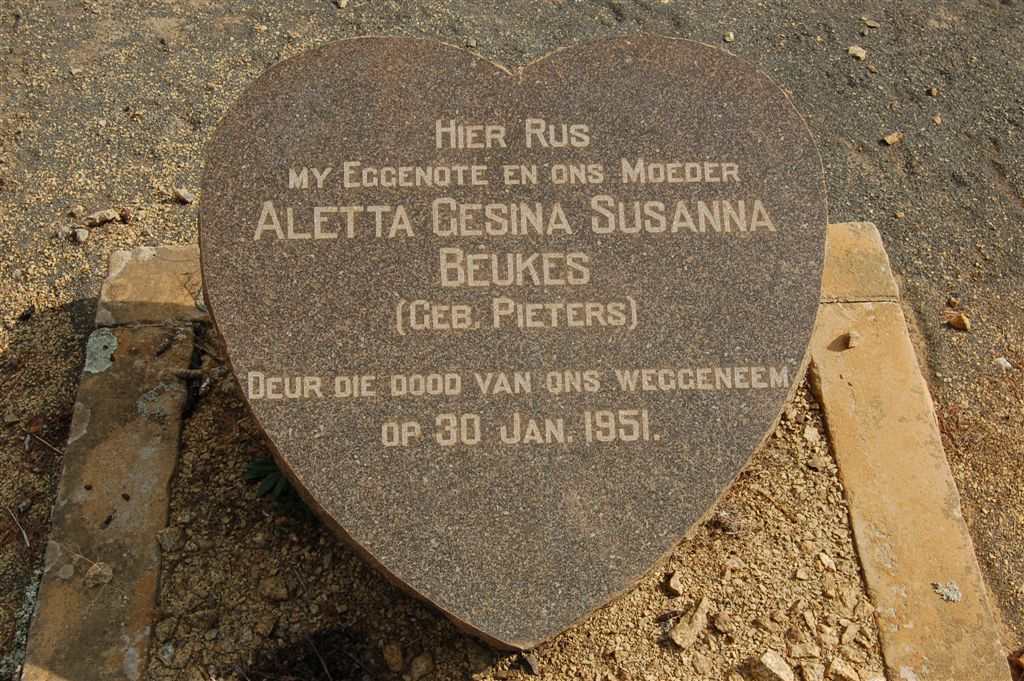 Hier Rus
my Eggenote en ons Moeder
Aletta Gesina Susanna
Beukes
(Geb. Pieters)
Deur die dood van ons weggeneem
op 30 Jan. 1951.